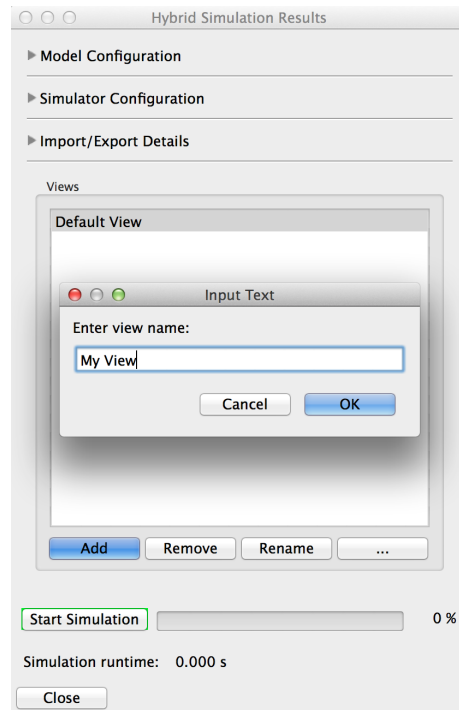 Hybrid Simulation Results
Model Configuration
Simulator Configuration
Import/Export Details
Views
Default View
Input Text
Enter view name:
My View
Cancel OK
Add Remove Rename ...
Start Simulation 0 %
Simulation runtime: 0.000 s
Close